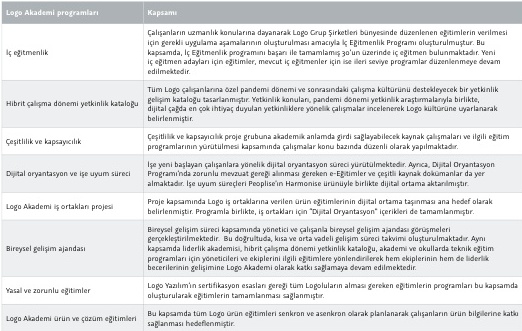 Logo Akademi programları
Kapsamı
İç eğitmenlik
Çalışanların uzmanlık konularına dayanarak Logo Grup Şirketleri bünyesinde düzenlenen eğitimlerin verilmesi
için gerekli uygulama aşamalarının oluşturulması amacıyla İç Eğitmenlik Programı oluşturulmuştur. Bu
kapsamda, İç Eğitmenlik programını başarı ile tamamlamış 30'un üzerinde iç eğitmen bulunmaktadır. Yeni
iç eğitmen adayları için eğitimler, mevcut iç eğitmenler için ise ileri seviye programlar düzenlenmeye devam
edilmektedir.
Hibrit çalışma dönemi yetkinlik kataloğu
Tüm Logo çalışanlarına özel pandemi dönemi ve sonrasındaki çalışma kültürünü destekleyecek bir yetkinlik
gelişim kataloğu tasarlanmıştır. Yetkinlik konuları, pandemi dönemi yetkinlik araştırmalarıyla birlikte,
dijital çağda en çok ihtiyaç duyulan yetkinliklere yönelik çalışmalar incelenerek Logo kültürüne uyarlanarak
belirlenmiştir.
Çeşitlilik ve kapsayıcılık
Çeşitlilik ve kapsayıcılık proje grubuna akademik anlamda girdi sağlayabilecek kaynak çalışmaları ve ilgili eğitim
programlarının yürütülmesi kapsamında çalışmalar konu bazında düzenli olarak yapılmaktadır.
Dijital oryantasyon ve işe uyum süreci
İşe yeni başlayan çalışanlara yönelik dijital oryantasyon süreci yürütülmektedir. Ayrıca, Dijital Oryantasyon
Programı'nda zorunlu mevzuat gereği alınması gereken e-Eğitimler ve çeşitli kaynak dokümanlar da yer
almaktadır. İşe uyum süreçleri Peoplise'ın Harmonise ürünüyle birlikte dijital ortama aktarılmıştır.
Logo Akademi iş ortakları projesi
Proje kapsamında Logo iş ortaklarına verilen ürün eğitimlerinin dijital ortama taşınması ana hedef olarak
belirlenmiştir. Programla birlikte, iş ortakları için "Dijital Oryantasyon" içerikleri de tamamlanmıştır.
Bireysel gelişim ajandası
Bireysel gelişim süreci kapsamında yönetici ve çalışanla bireysel gelişim ajandası görüşmeleri
gerçekleştirilmektedir. Bu doğrultuda, kısa ve orta vadeli gelişim süreci takvimi oluşturulmaktadır. Aynı
kapsamda liderlik akademisi, hibrit çalışma dönemi yetkinlik kataloğu, akademi ve okullarda teknik eğitim
programları için yöneticileri ve ekiplerini ilgili eğitimlere yönlendirilerek hem ekiplerinin hem de liderlik
becerilerinin gelişimine Logo Akademi olarak katkı sağlamaya devam edilmektedir.
Yasal ve zorunlu eğitimler
Logo Yazılım'ın sertifikasyon esasları gereği tüm Logoluların alması gereken eğitimlerin programları bu kapsamda
oluşturularak eğitimlerin tamamlanması sağlanmıştır.
Logo Akademi ürün ve çözüm eğitimleri
Bu kapsamda tüm Logo ürün eğitimleri senkron ve asenkron olarak planlanarak çalışanların ürün bilgilerine katkı
sağlanması hedeflenmiştir.